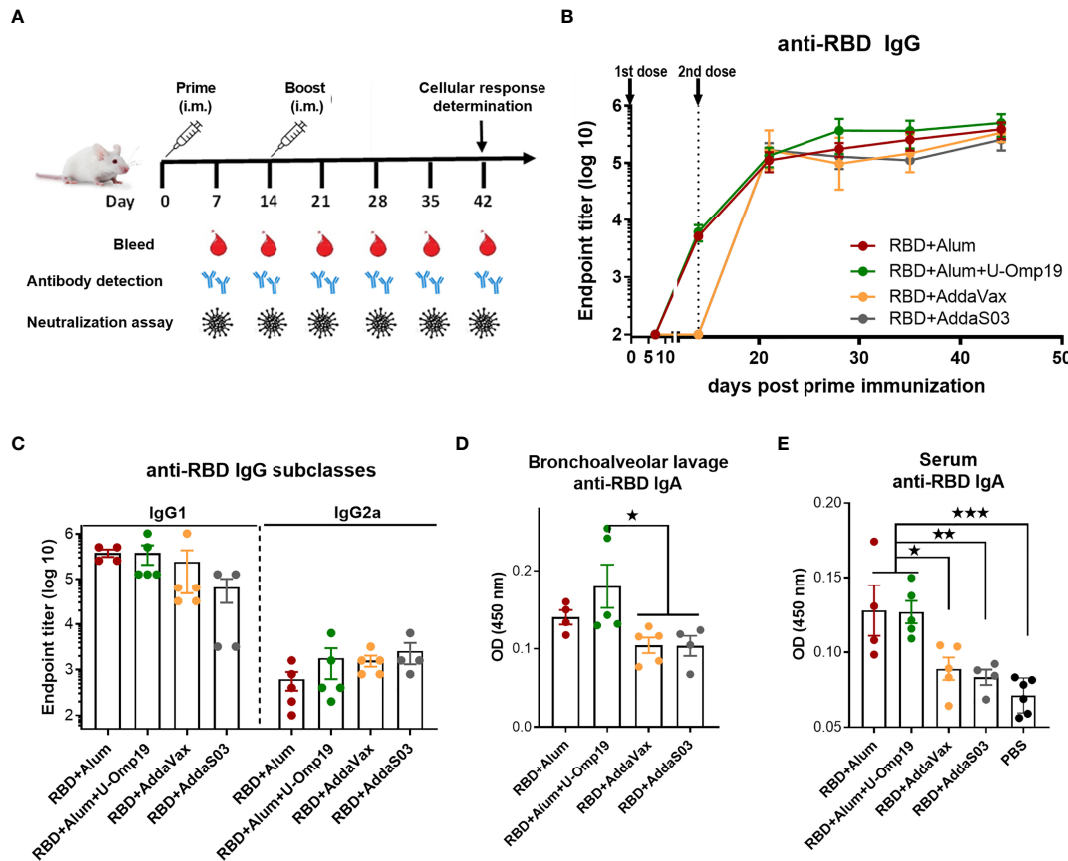 A
Prime
(i.m.)
Boost
(i.m.)
Cellular response
determination
Day 0 7 14 21 28 35 42
Bleed
Antibody detection
Neutralization assay
B
anti-RBD IgG
1st dose 2nd dose
Endpoint titer (log 10)
6
5
4
3
2
0 5 10 20 30 40 50
days post prime immunization
RBD+Alum
RBD+Alum+U-Omp19
RBD+AddaVax
RBD+AddaS03
C
anti-RBD IgG subclasses
IgG1 IgG2a
Endpoint titer (log 10)
6
5
4
3
2
RBD+Alum
RBD+Alum+U-Omp19
RBD+AddaVax
RBD+AddaS03
RBD+Alum
RBD+Alum+U-Omp19
RBD+AddaVax
RBD+AddaS03
D
Bronchoalveolar lavage
anti-RBD IgA
OD (450 nm)
0.2
0.1
0.0
RBD+Alum
RBD+Alum+U-Omp19
RBD+AddaVax
RBD+AddaS03
E
Serum
anti-RBD IgA
OD (450 nm)
0.20
0.15
0.10
0.05
RBD+Alum
RBD+Alum+U-Omp19
RBD+AddaVax
RBD+AddaS03
PBS